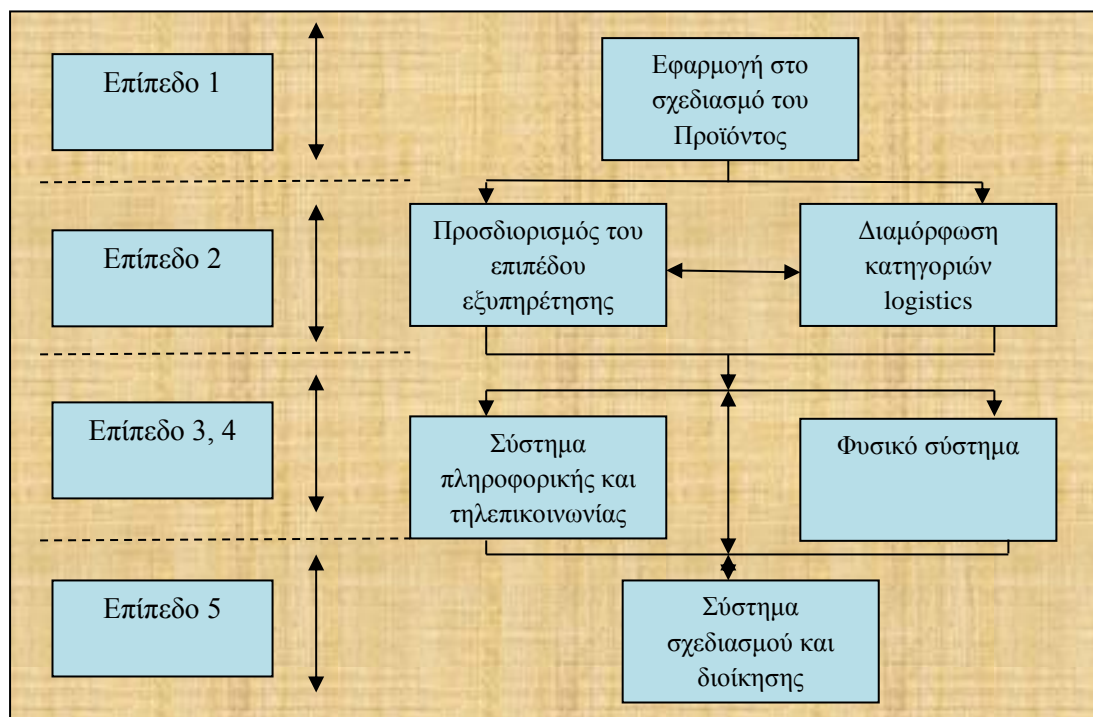 Επίπεδο 1
Εφαρμογή στο
σχεδιασμό του
Προϊόντος
Επίπεδο 2
Προσδιορισμός του
επιπέδου
εξυπηρέτησης
Διαμόρφωση
κατηγοριών
logistics
Επίπεδο 3, 4
Σύστημα
πληροφορικής και
τηλεπικοινωνίας
Φυσικό σύστημα
Επίπεδο 5
Σύστημα
σχεδιασμού και
διοίκησης